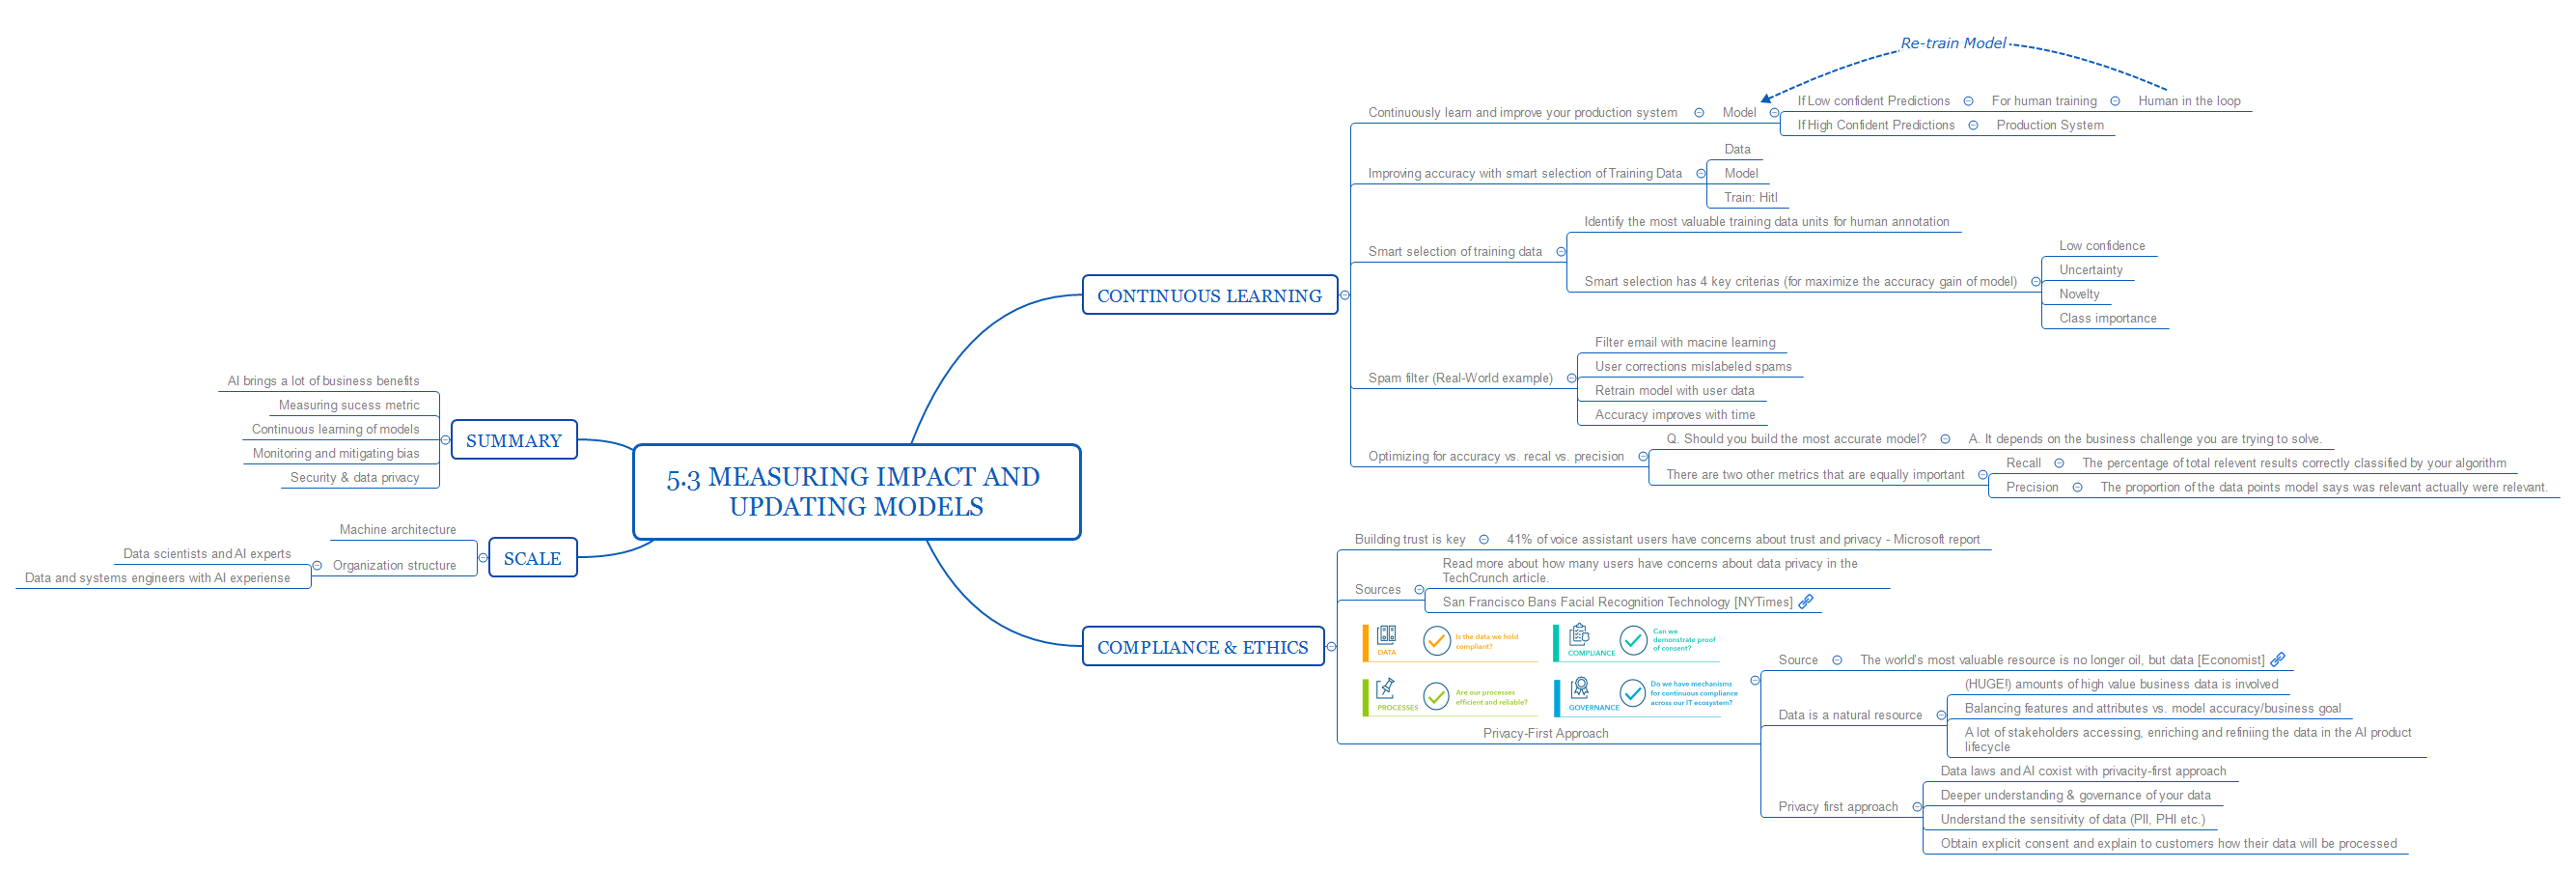 5.3 MEASURING IMPACT AND
UPDATING MODELS
CONTINUOUS LEARNING
Continuously learn and improve your production system
Model
Re-train Model
If Low confident Predictions
For human training
Human in the loop
If High Confident Predictions
Production System
Improving accuracy with smart selection of Training Data
Data
Model
Train: Hitl
Smart selection of training data
Identify the most valuable training data units for human annotation
Smart selection has 4 key criterias (for maximize the accuracy gain of model)
Low confidence
Uncertainty
Novelty
Class importance
Spam filter (Real-World example)
Filter email with macine learning
User corrections mislabeled spams
Retrain model with user data
Accuracy improves with time
Optimizing for accuracy vs. recal vs. precision
Q. Should you build the most accurate model?
A. It depends on the business challenge you are trying to solve.
There are two other metrics that are equally important
Recall
The percentage of total relevent results correctly classified by your algorithm
Precision
The proportion of the data points model says was relevant actually were relevant.
COMPLIANCE & ETHICS
Building trust is key
41% of voice assistant users have concerns about trust and privacy - Microsoft report
Sources
Read more about how many users have concerns about data privacy in the
TechCrunch article.
San Francisco Bans Facial Recognition Technology [NYTimes]
DATA
Is the data we hold
compliant?
COMPLIANCE
Can we
demonstrate proof
of consent?
PROCESSES
Are our processes
efficient and reliable?
GOVERNANCE
Do we have mechanisms
for continuous compliance
across our IT ecosystem?
Privacy-First Approach
Source
The world's most valuable resource is no longer oil, but data [Economist]
Data is a natural resource
(HUGE!) amounts of high value business data is involved
Balancing features and attributes vs. model accuracy/business goal
A lot of stakeholders accessing, enriching and refiniing the data in the AI product
lifecycle
Privacy first approach
Data laws and AI coxist with privacity-first approach
Deeper understanding & governance of your data
Understand the sensitivity of data (PII, PHI etc.)
Obtain explicit consent and explain to customers how their data will be processed
SUMMARY
AI brings a lot of business benefits
Measuring sucess metric
Continuous learning of models
Monitoring and mitigating bias
Security & data privacy
SCALE
Machine architecture
Organization structure
Data scientists and AI experts
Data and systems engineers with AI experiense